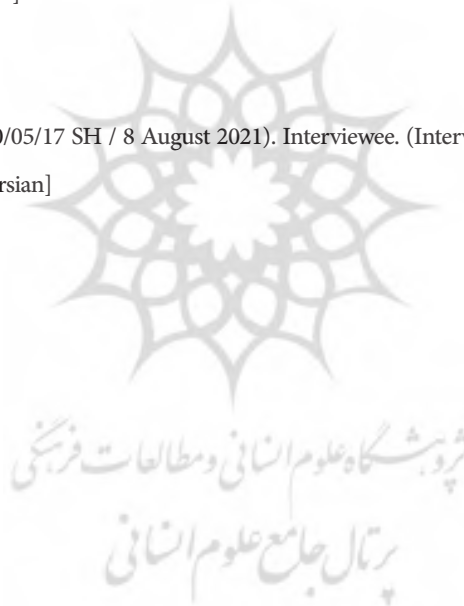 ]
0/05/17 SH / 8 August 2021). Interviewee. (Interv
rsian]
پژوهشگاه علوم انسانی و مطالعات فرهنگی
پرتال جامع علوم انسانی